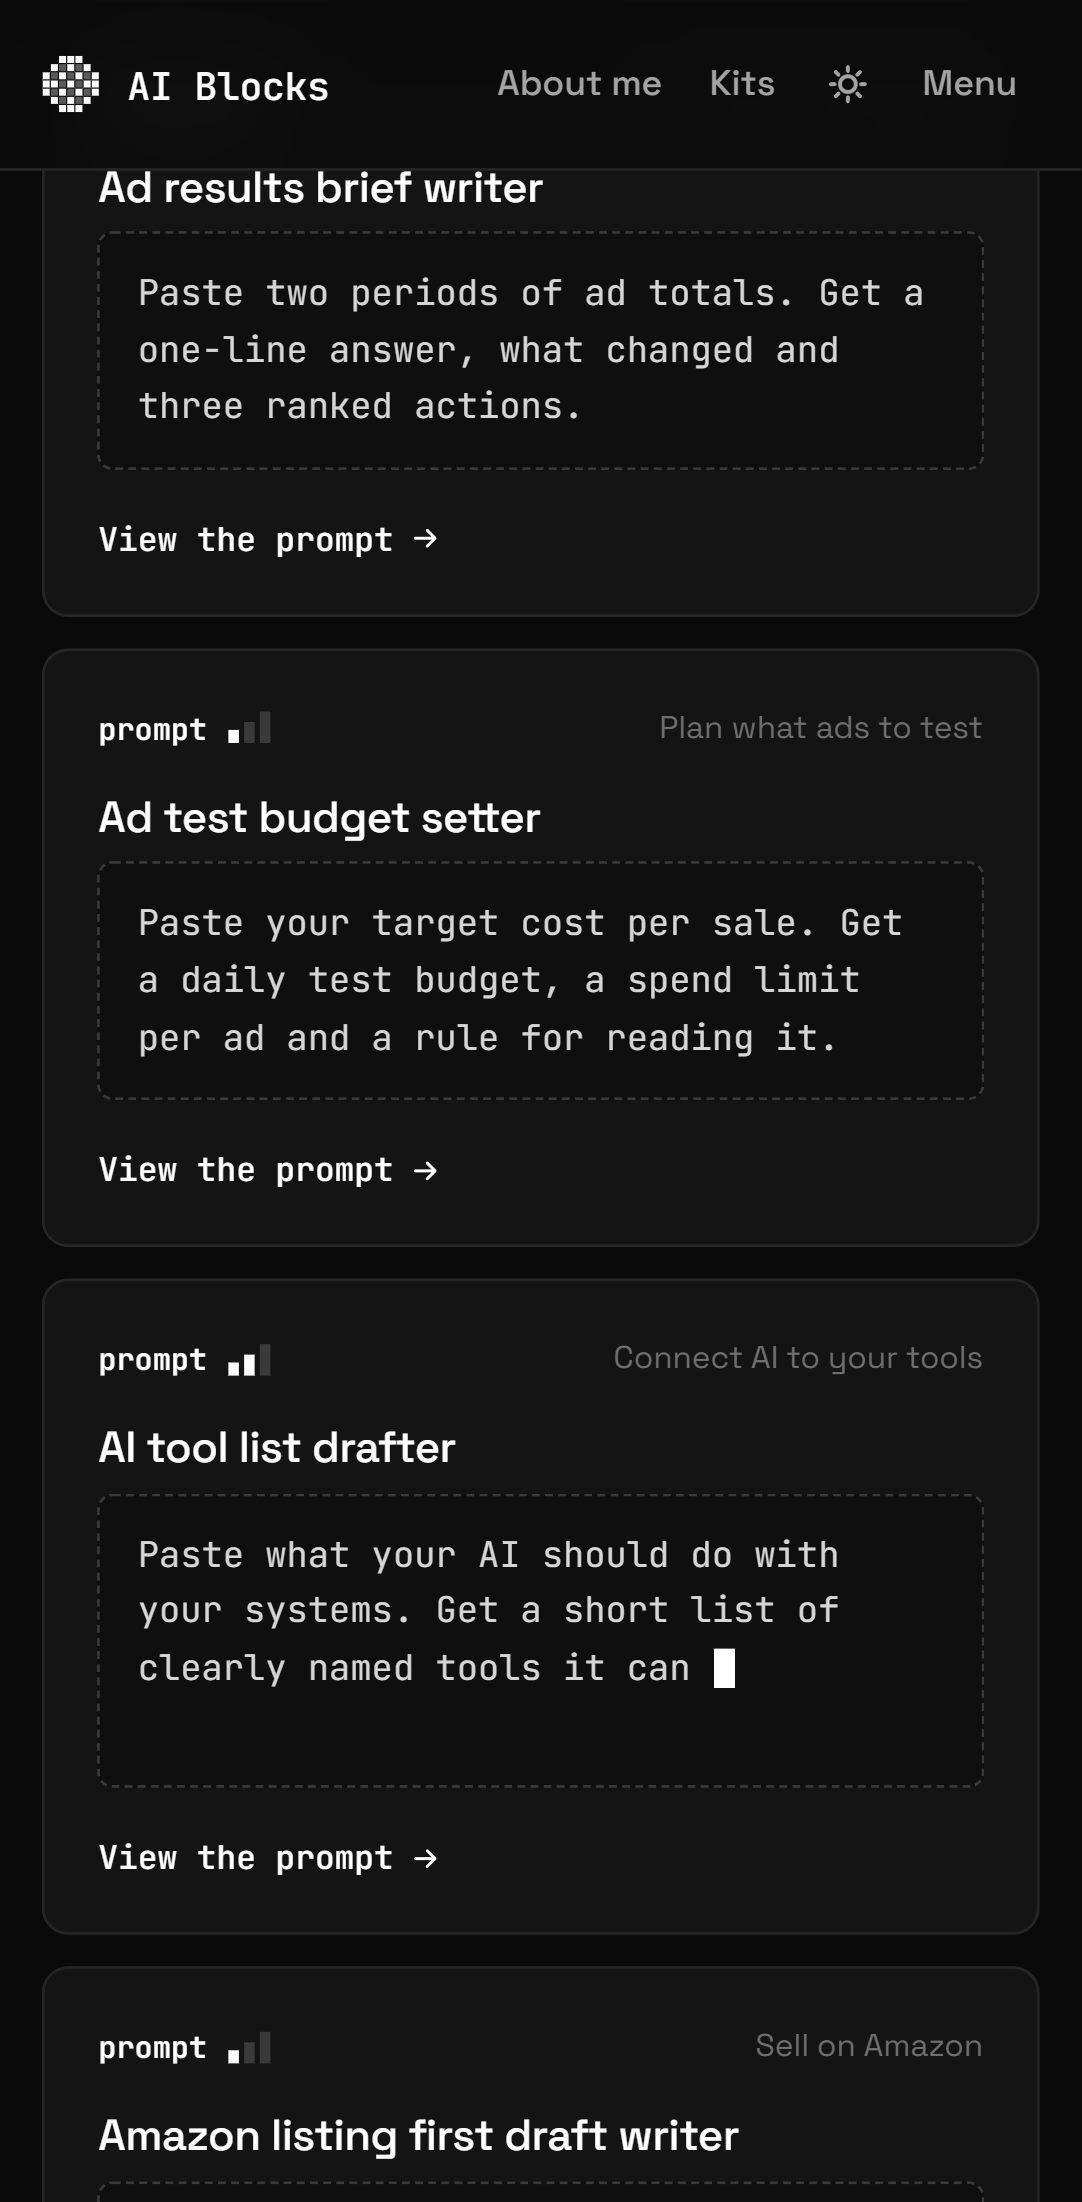 AI Blocks
About me
Kits
Menu
Ad results brief writer
Paste two periods of ad totals. Get a
one-line answer, what changed and
three ranked actions.
View the prompt →
prompt
Plan what ads to test
Ad test budget setter
Paste your target cost per sale. Get
a daily test budget, a spend limit
per ad and a rule for reading it.
View the prompt →
prompt
Connect AI to your tools
AI tool list drafter
Paste what your AI should do with
your systems. Get a short list of
clearly named tools it can
View the prompt →
prompt
Sell on Amazon
Amazon listing first draft writer